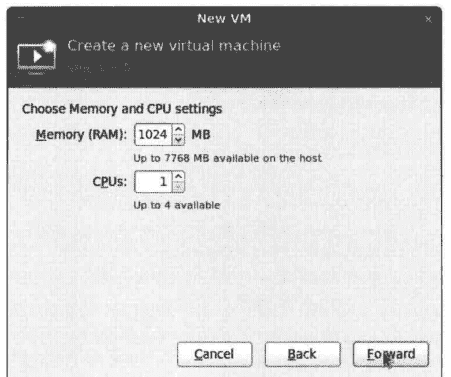 New VM
Create a new virtual machine
Choose Memory and CPU settings
Memory (RAM): 1024 MB
Up to 7768 MB available on the host
CPUs: 1
Up to 4 available
Cancel Back Forward